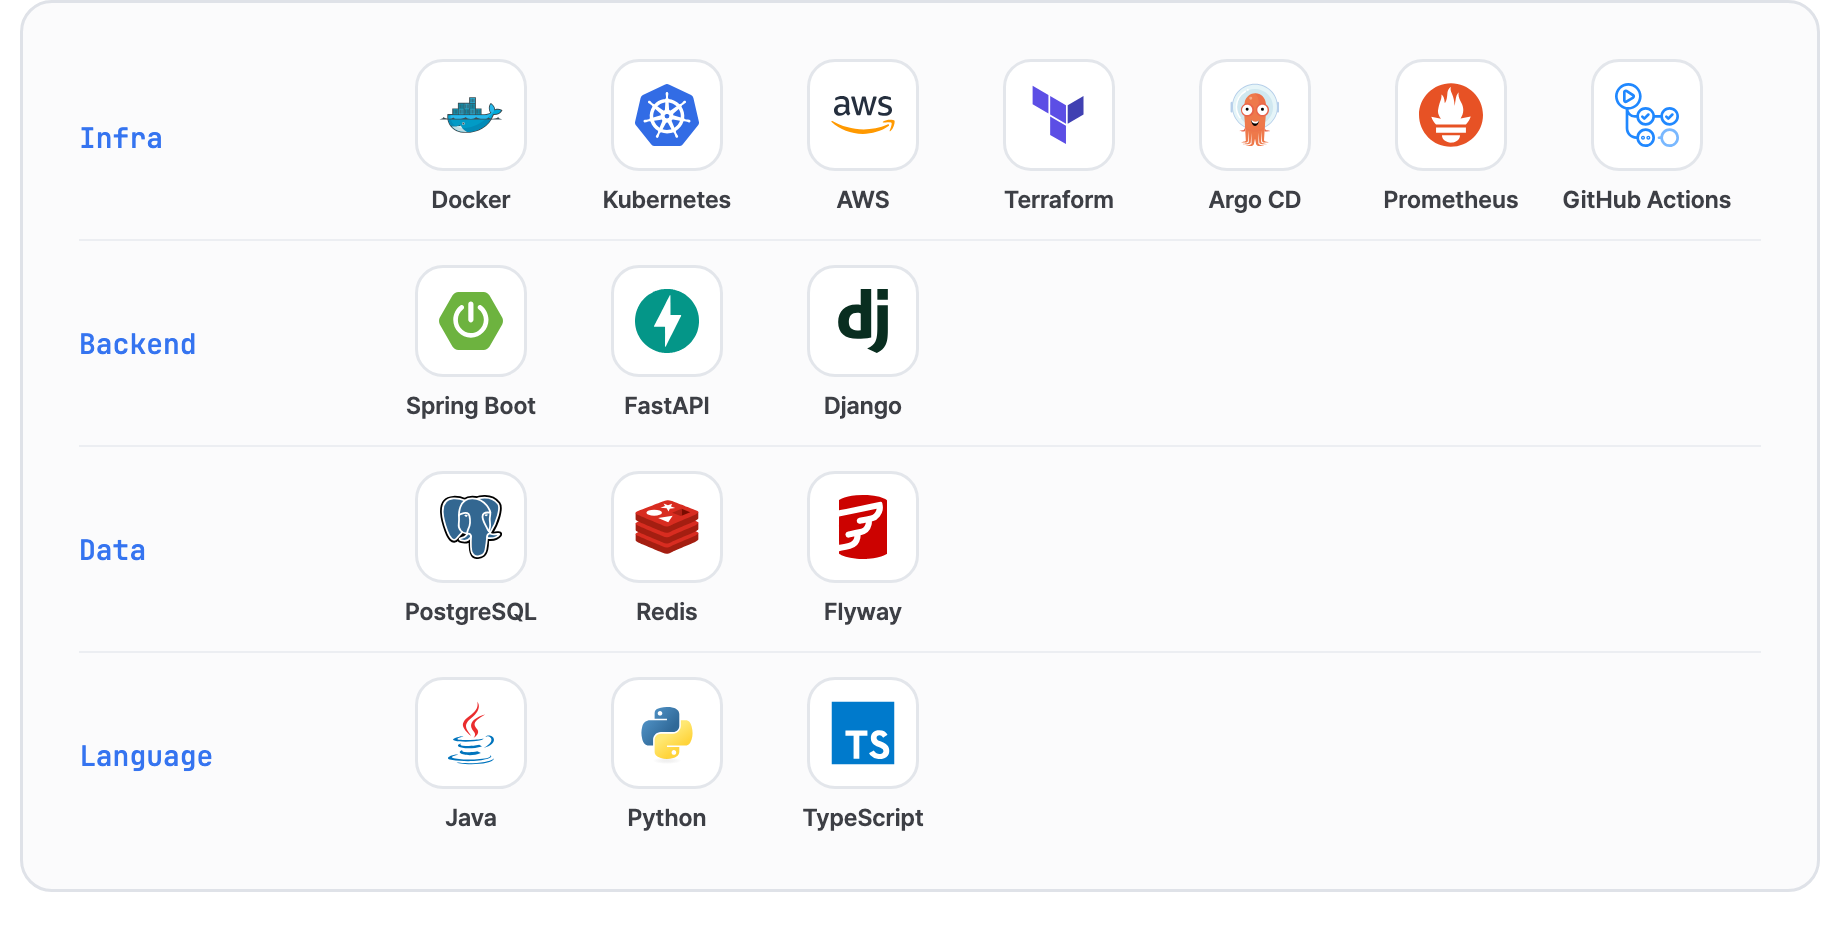 Infra
aws
Docker
Kubernetes
AWS
Terraform
Argo CD
Prometheus
GitHub Actions
Backend
dj
Spring Boot
FastAPI
Django
Data
PostgreSQL
Redis
Flyway
Language
TS
Java
Python
TypeScript